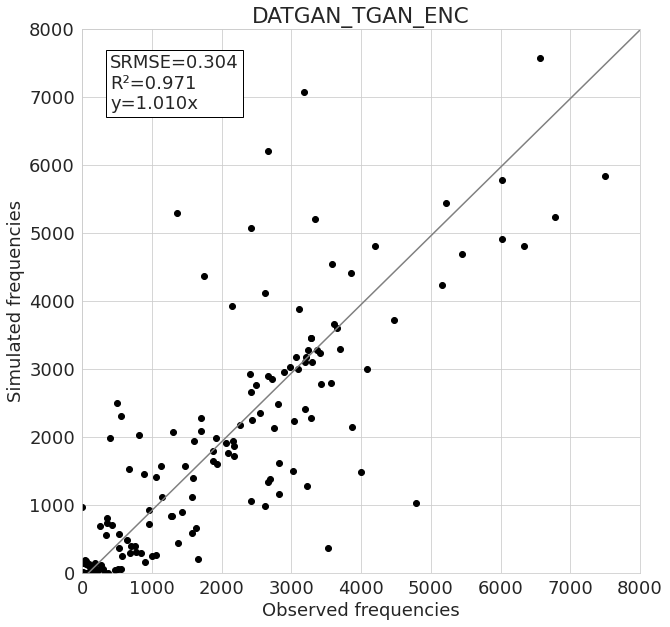 DATGAN_TGAN_ENC
SRMSE=0.304
R²=0.971
y=1.010x
8000
7000
6000
5000
4000
3000
2000
1000
0
Simulated frequencies
0 1000 2000 3000 4000 5000 6000 7000 8000
Observed frequencies